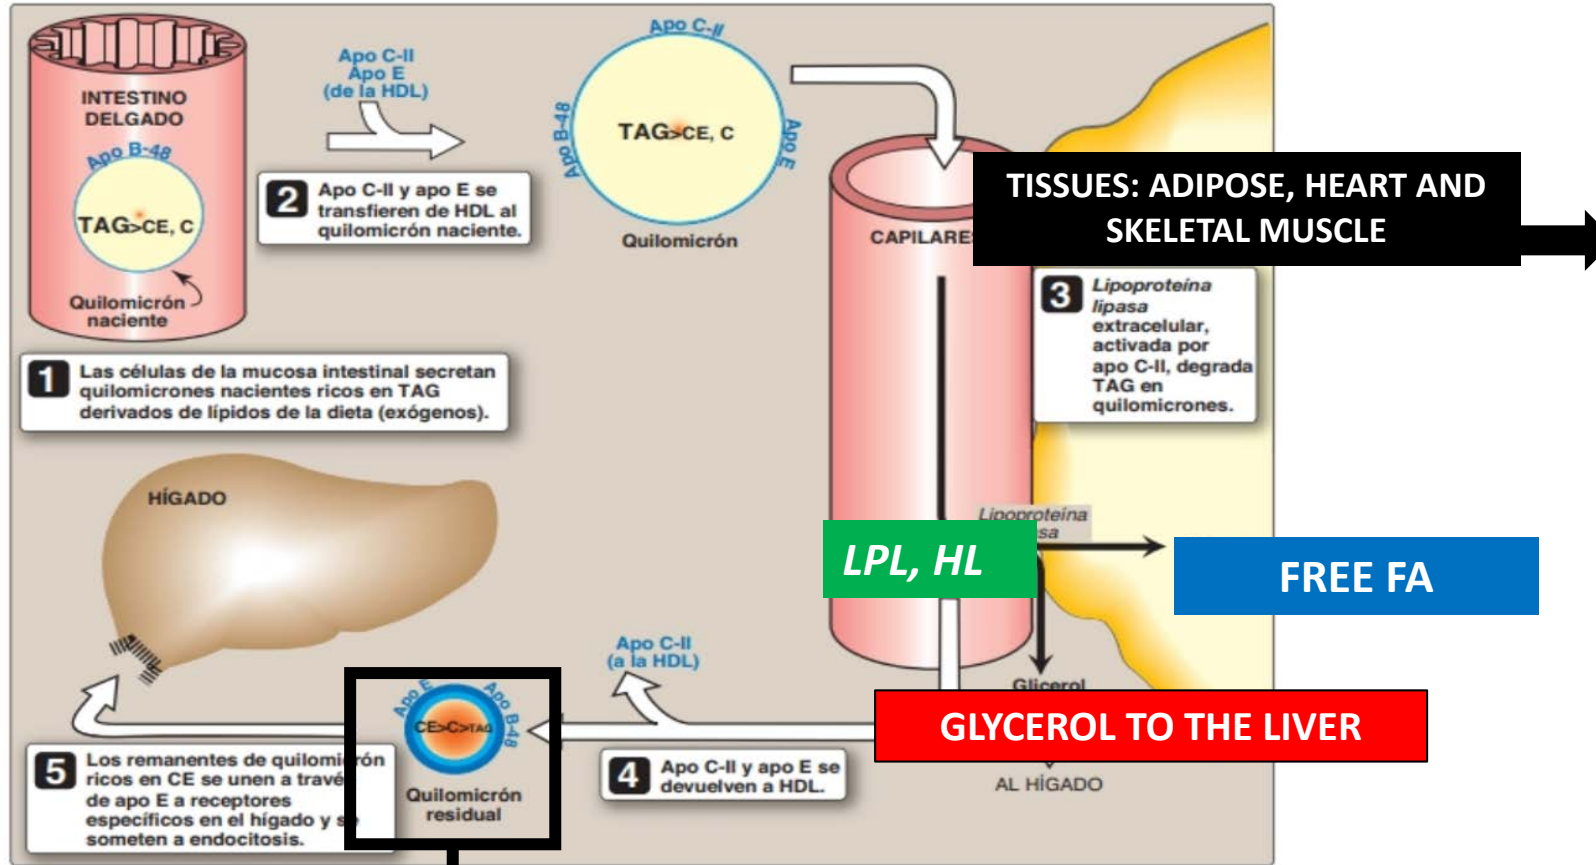 INTESTINO
DELGADO
Apo B-48
TAG>CE, C
Quilomicrón
naciente
Apo C-II
Apo E
(de la HDL)
2 Apo C-II y apo E se
transfieren de HDL al
quilomicrón naciente.
Apo C-II
Apo B-48
TAG>CE, C
Apo E
Quilomicrón
CAPILARES
TISSUES: ADIPOSE, HEART AND
SKELETAL MUSCLE
1 Las células de la mucosa intestinal secretan
quilomicrones nacientes ricos en TAG
derivados de lípidos de la dieta (exógenos).
3 Lipoproteína
lipasa
extracelular,
activada por
apo C-II, degrada
TAG en
quilomicrones.
HÍGADO
Lipoproteína
LPL, HL
FREE FA
Glicerol
GLYCEROL TO THE LIVER
AL HÍGADO
Apo C-II
(a la HDL)
4 Apo C-II y apo E se
devuelven a HDL.
Apo E
Apo B-48
CE>C>TAG
Quilomicrón
residual
5 Los remanentes de quilomicrón
ricos en CE se unen a través
de apo E a receptores
específicos en el hígado y se
someten a endocitosis.